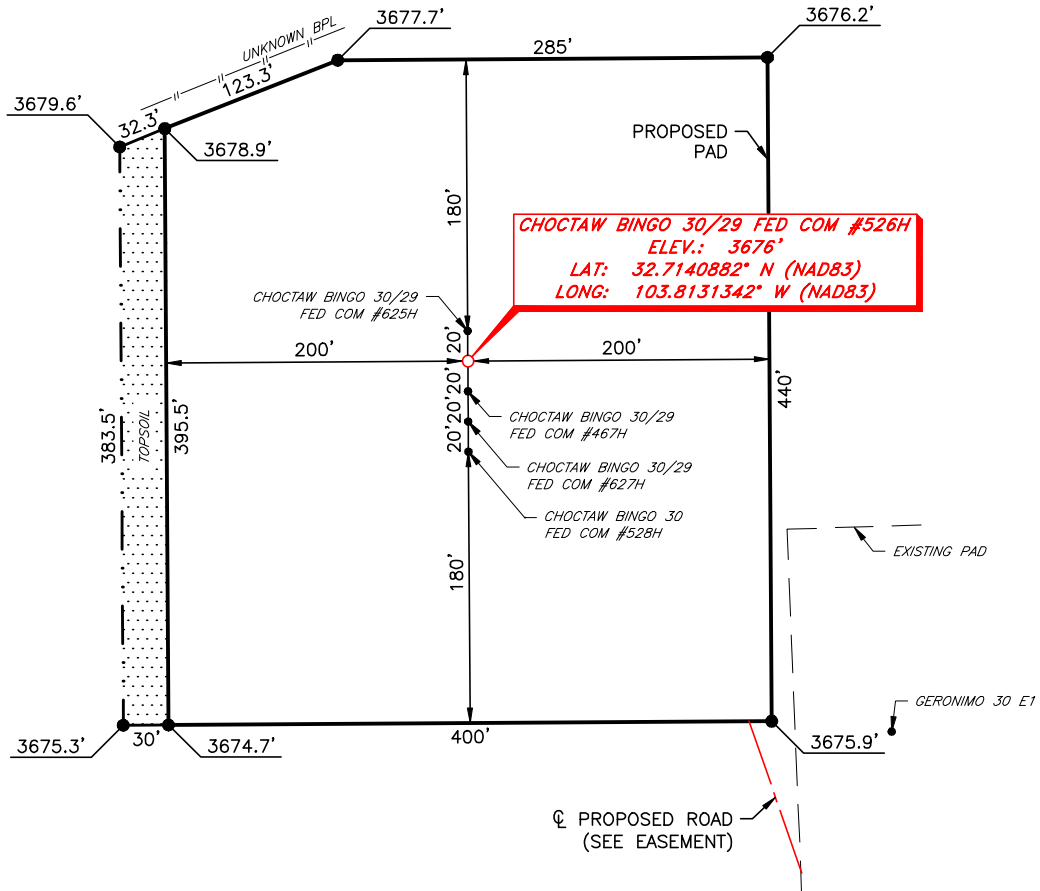 3677.7'
3676.2'
UNKNOWN BPL
285'
123.3'
3679.6'
32.3'
3678.9'
PROPOSED
PAD
180'
CHOCTAW BINGO 30/29 FED COM #526H
ELEV.: 3676'
LAT: 32.7140882° N (NAD83)
LONG: 103.8131342° W (NAD83)
CHOCTAW BINGO 30/29
FED COM #625H
20'
200'
200'
20'
440'
383.5'
TOPSOIL
395.5'
20'
CHOCTAW BINGO 30/29
FED COM #467H
20'
CHOCTAW BINGO 30/29
FED COM #627H
CHOCTAW BINGO 30
FED COM #528H
180'
EXISTING PAD
GERONIMO 30 E1
3675.3'
30'
3674.7'
400'
3675.9'
℄ PROPOSED ROAD
(SEE EASEMENT)